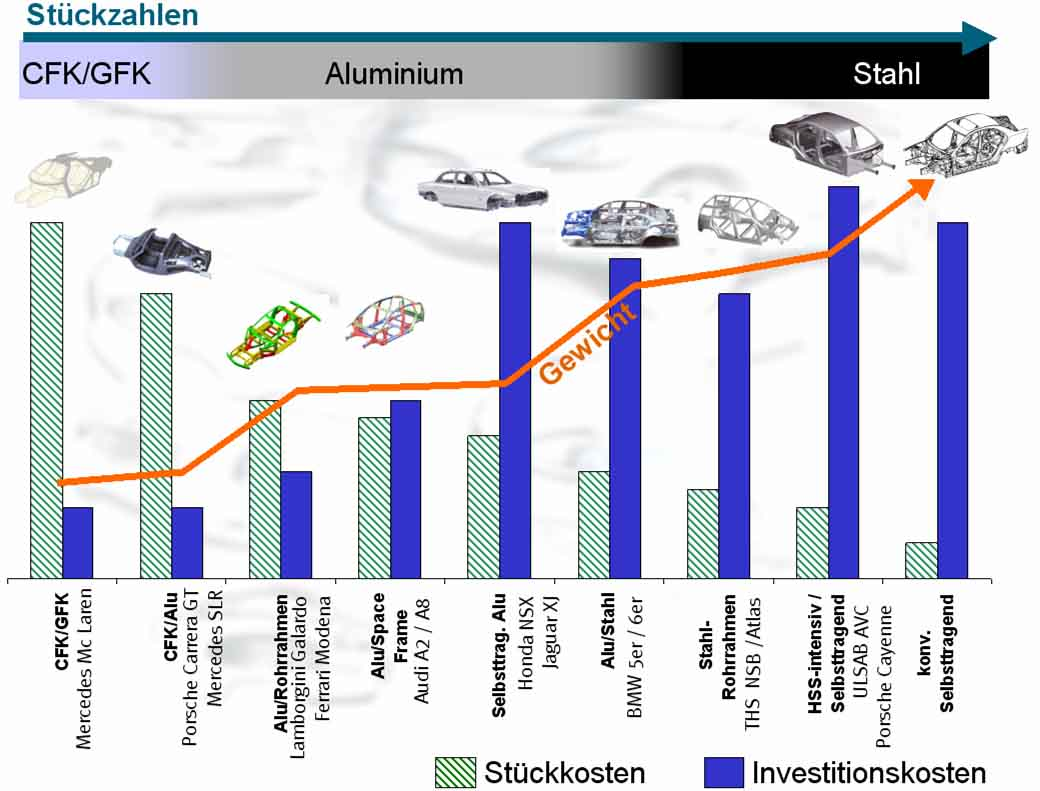 Stückzahlen
CFK/GFK
Aluminium
Stahl
Gewicht
CFK/GFK
Mercedes Mc Laren
CFK/Alu
Porsche Carrera GT
Mercedes SLR
Alu/Rohrrahmen
Lamborgini Galardo
Ferrari Modena
Alu/Space
Frame
Audi A2 / A8
Selbsttrag. Alu
Honda NSX
Jaguar XJ
Alu/Stahl
BMW 5er / 6er
Stahl-
Rohrrahmen
THS NSB /Atlas
HSS-intensiv /
Selbsttragend
ULSAB AVC
Porsche Cayenne
konv.
Selbsttragend
Stückkosten
Investitionskosten